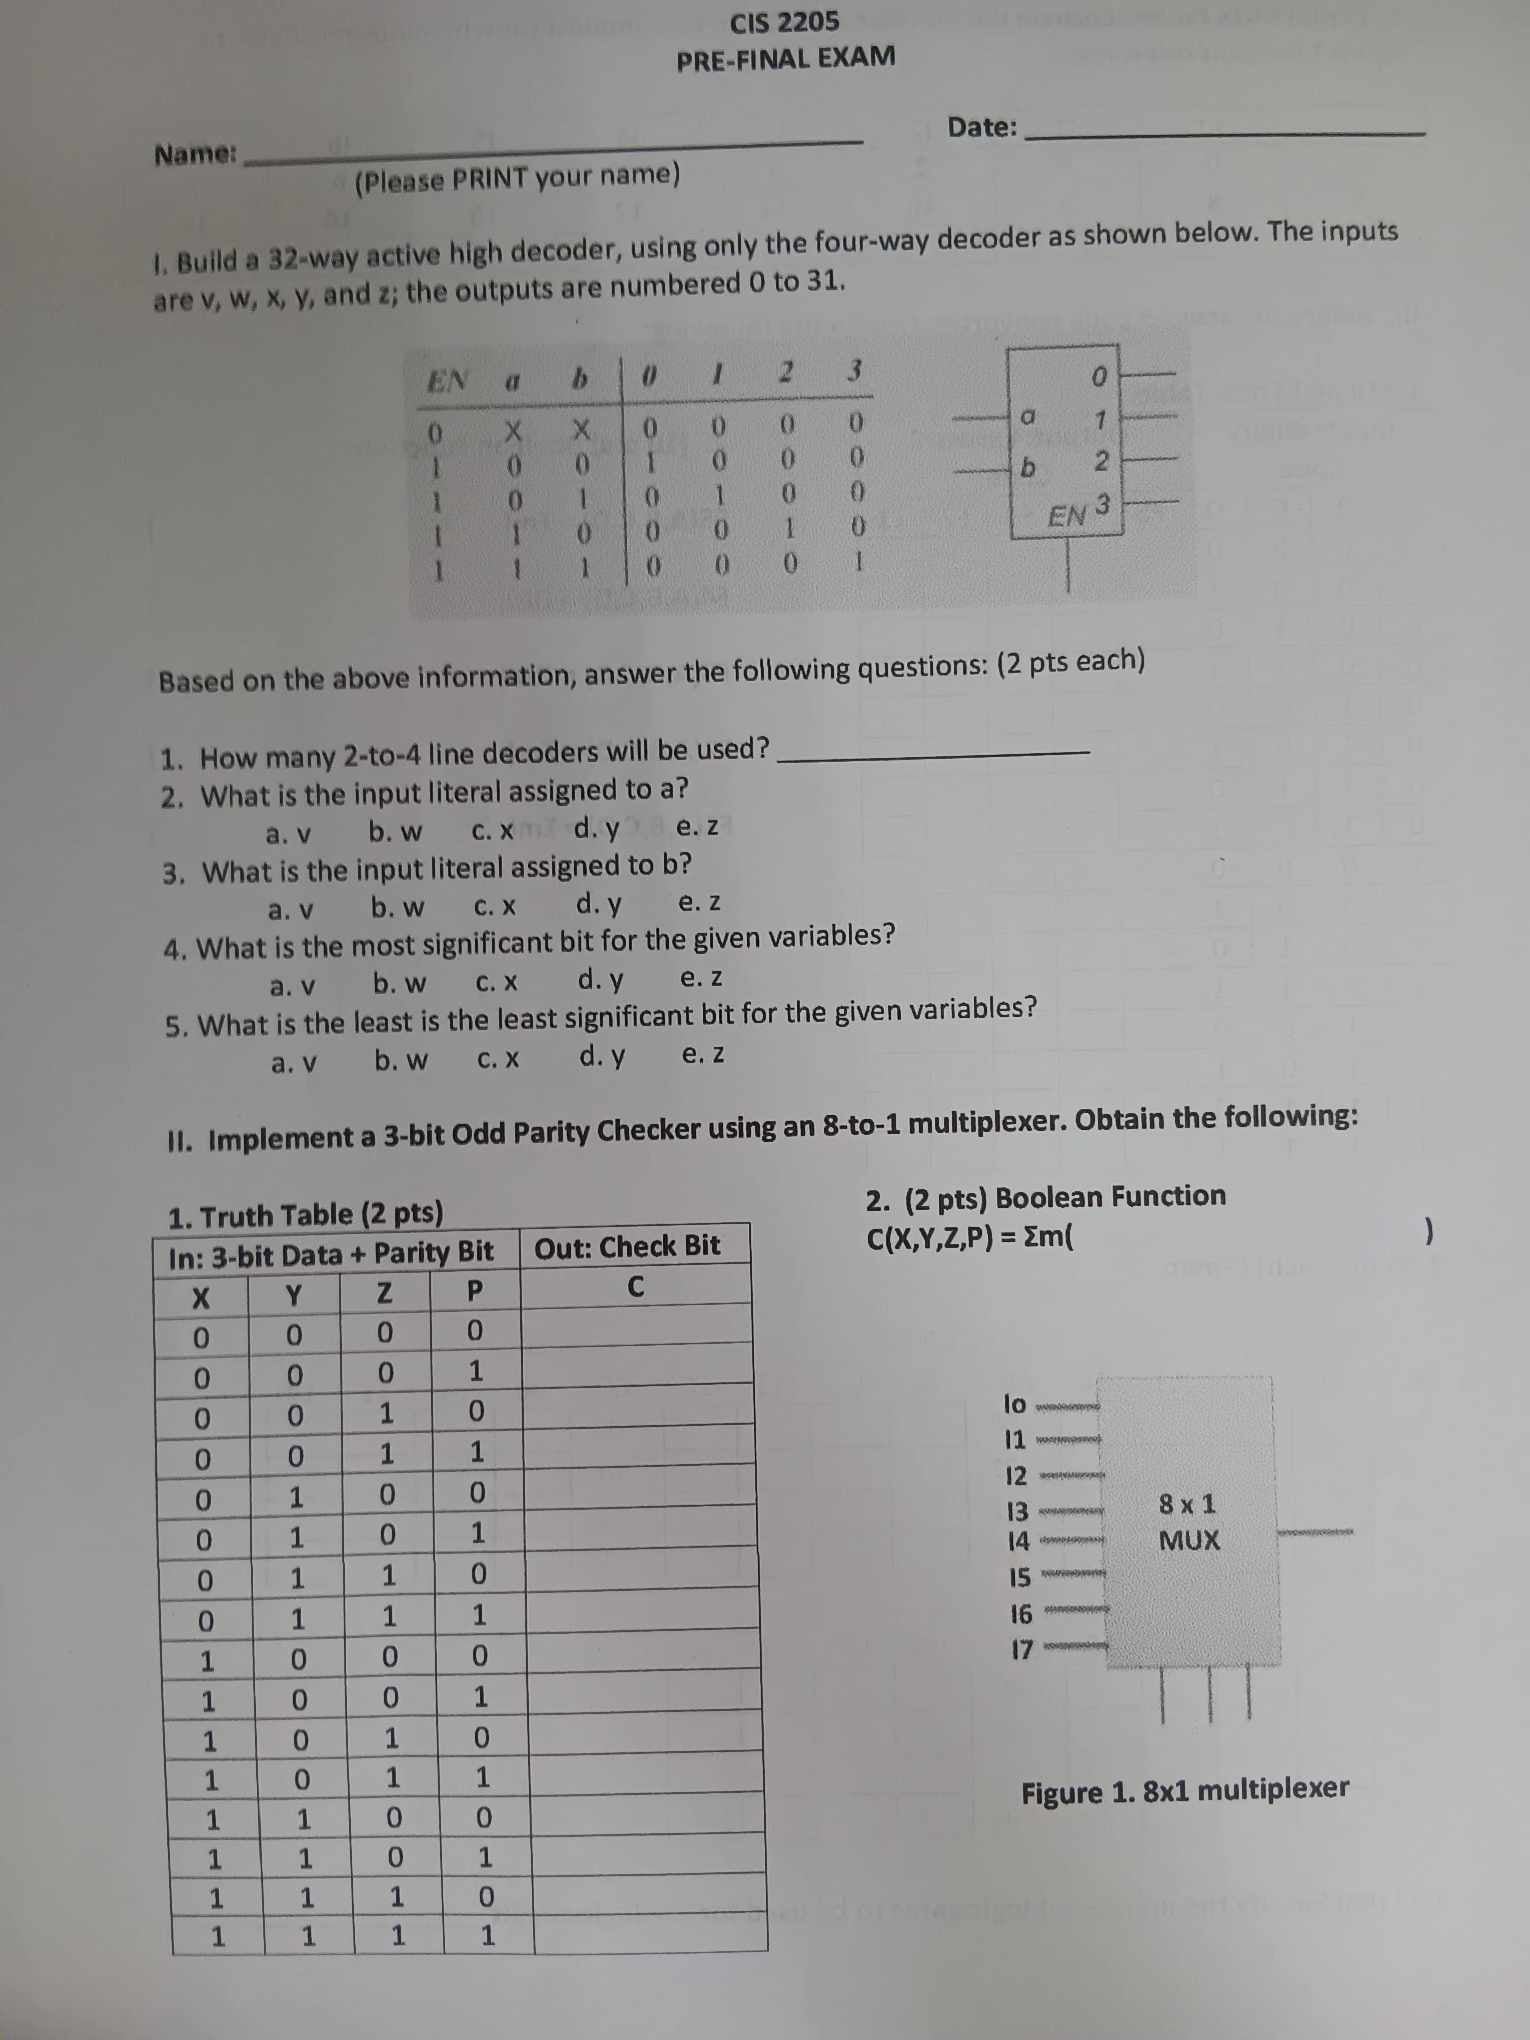 CIS 2205
PRE-FINAL EXAM
Name: ____________________ Date: ____________________
(Please PRINT your name)
I. Build a 32-way active high decoder, using only the four-way decoder as shown below. The inputs
are v, w, x, y, and z; the outputs are numbered 0 to 31.
EN a b 0 1 2 3
0 X X 0 0 0 0
1 0 0 1 0 0 0
1 0 1 0 1 0 0
1 1 0 0 0 1 0
1 1 1 0 0 0 1
0
a 1
b 2
EN 3
Based on the above information, answer the following questions: (2 pts each)
1. How many 2-to-4 line decoders will be used? ____________________
2. What is the input literal assigned to a?
a. v b. w c. x d. y e. z
3. What is the input literal assigned to b?
a. v b. w c. x d. y e. z
4. What is the most significant bit for the given variables?
a. v b. w c. x d. y e. z
5. What is the least is the least significant bit for the given variables?
a. v b. w c. x d. y e. z
II. Implement a 3-bit Odd Parity Checker using an 8-to-1 multiplexer. Obtain the following:
1. Truth Table (2 pts)
In: 3-bit Data + Parity Bit Out: Check Bit
X Y Z P C
0 0 0 0
0 0 0 1
0 0 1 0
0 0 1 1
0 1 0 0
0 1 0 1
0 1 1 0
0 1 1 1
1 0 0 0
1 0 0 1
1 0 1 0
1 0 1 1
1 1 0 0
1 1 0 1
1 1 1 0
1 1 1 1
2. (2 pts) Boolean Function
C(X,Y,Z,P) = Σm( )
Io
I1
I2
I3
I4
I5
I6
I7
8 x 1
MUX
Figure 1. 8x1 multiplexer